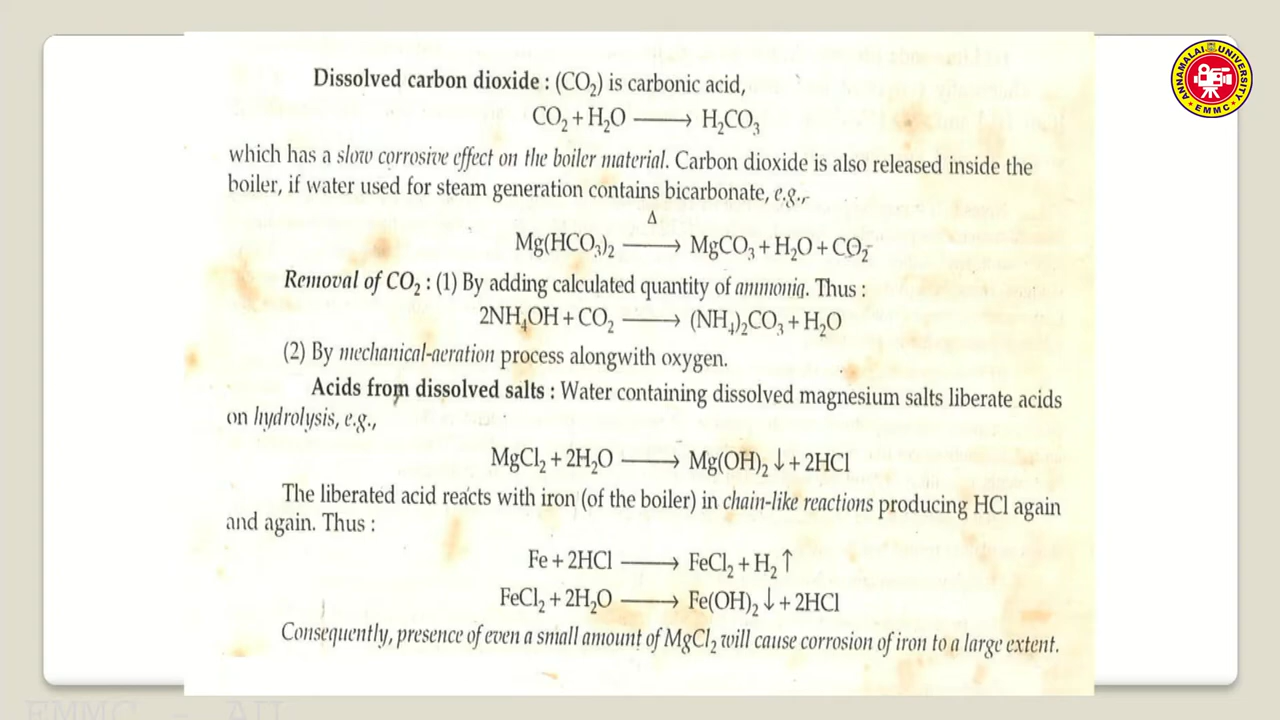 Dissolved carbon dioxide : (CO₂) is carbonic acid,
CO₂ + H₂O ⟶ H₂CO₃
which has a slow corrosive effect on the boiler material. Carbon dioxide is also released inside the
boiler, if water used for steam generation contains bicarbonate, e.g.,
Δ
Mg(HCO₃)₂ ⟶ MgCO₃ + H₂O + CO₂
Removal of CO₂ : (1) By adding calculated quantity of ammonia. Thus :
2NH₄OH + CO₂ ⟶ (NH₄)₂CO₃ + H₂O
(2) By mechanical-aeration process alongwith oxygen.
Acids from dissolved salts : Water containing dissolved magnesium salts liberate acids
on hydrolysis, e.g.,
MgCl₂ + 2H₂O ⟶ Mg(OH)₂ ↓ + 2HCl
The liberated acid reacts with iron (of the boiler) in chain-like reactions producing HCl again
and again. Thus :
Fe + 2HCl ⟶ FeCl₂ + H₂ ↑
FeCl₂ + 2H₂O ⟶ Fe(OH)₂ ↓ + 2HCl
Consequently, presence of even a small amount of MgCl₂ will cause corrosion of iron to a large extent.
ANNAMALAI UNIVERSITY
EMMC
EMMC - AU